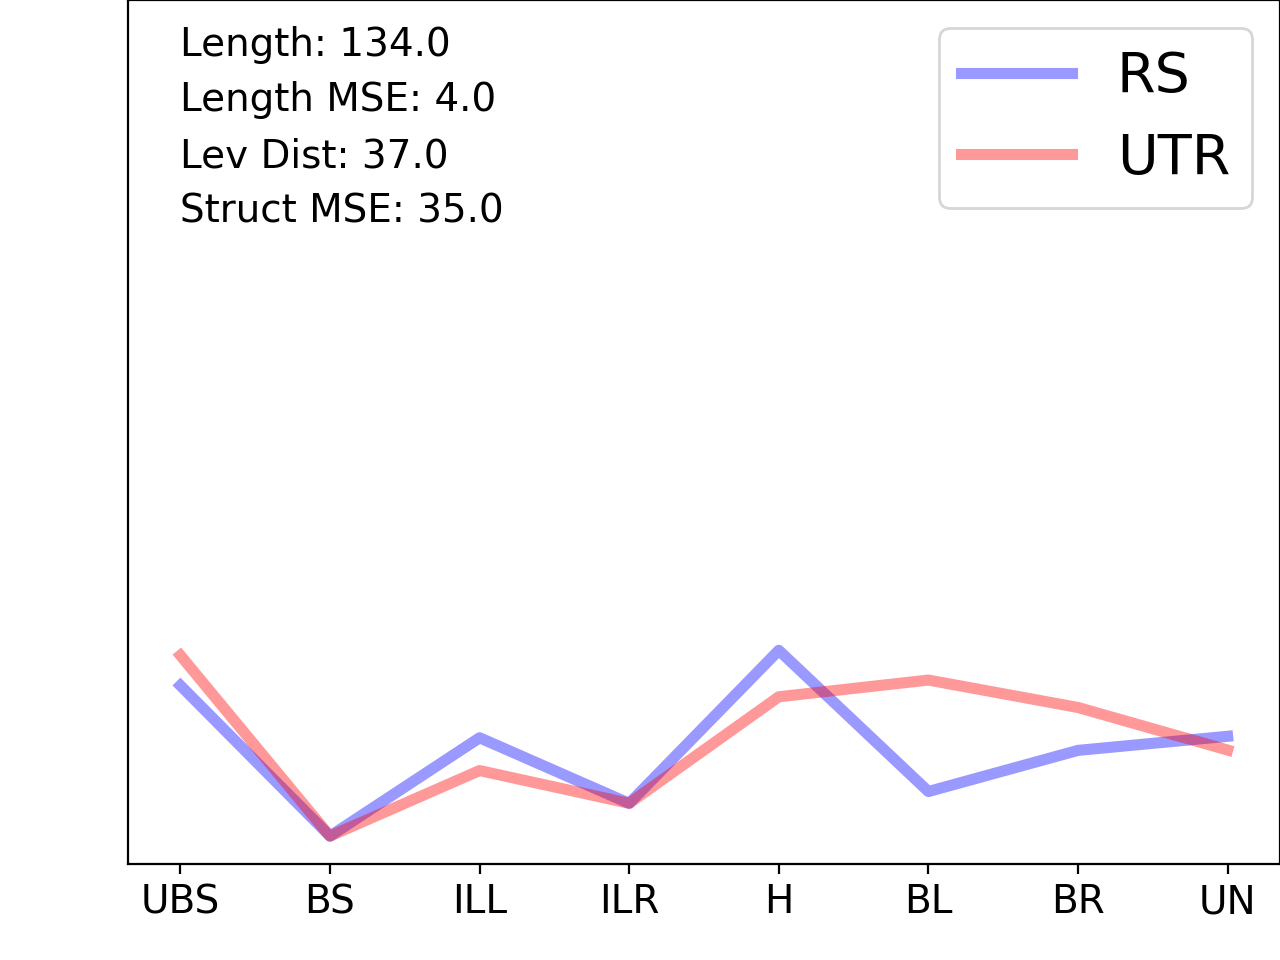 Length: 134.0
Length MSE: 4.0
Lev Dist: 37.0
Struct MSE: 35.0
RS
UTR
UBS BS ILL ILR H BL BR UN